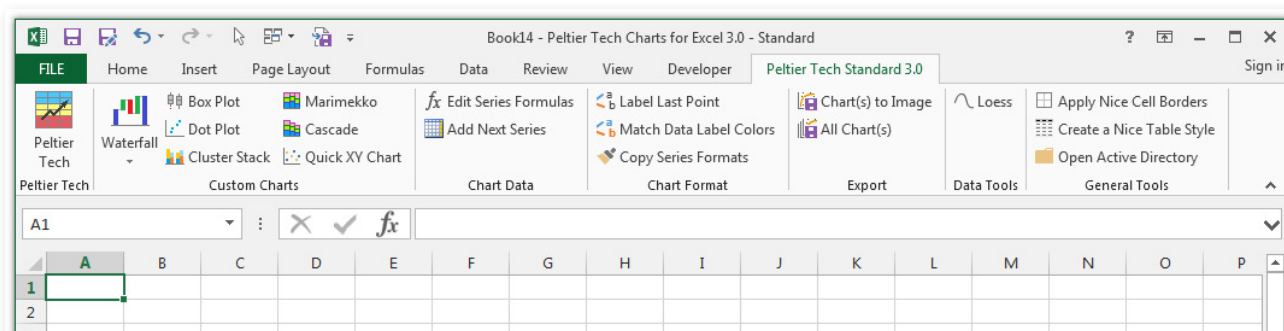 Book14 - Peltier Tech Charts for Excel 3.0 - Standard
FILE Home Insert Page Layout Formulas Data Review View Developer Peltier Tech Standard 3.0 Sign in
Peltier Tech
Waterfall
Box Plot
Dot Plot
Cluster Stack
Marimekko
Cascade
Quick XY Chart
fx Edit Series Formulas
Add Next Series
Label Last Point
Match Data Label Colors
Copy Series Formats
Chart(s) to Image
All Chart(s)
Loess
Apply Nice Cell Borders
Create a Nice Table Style
Open Active Directory
Peltier Tech Custom Charts Chart Data Chart Format Export Data Tools General Tools
A1 fx
A B C D E F G H I J K L M N O P
1
2